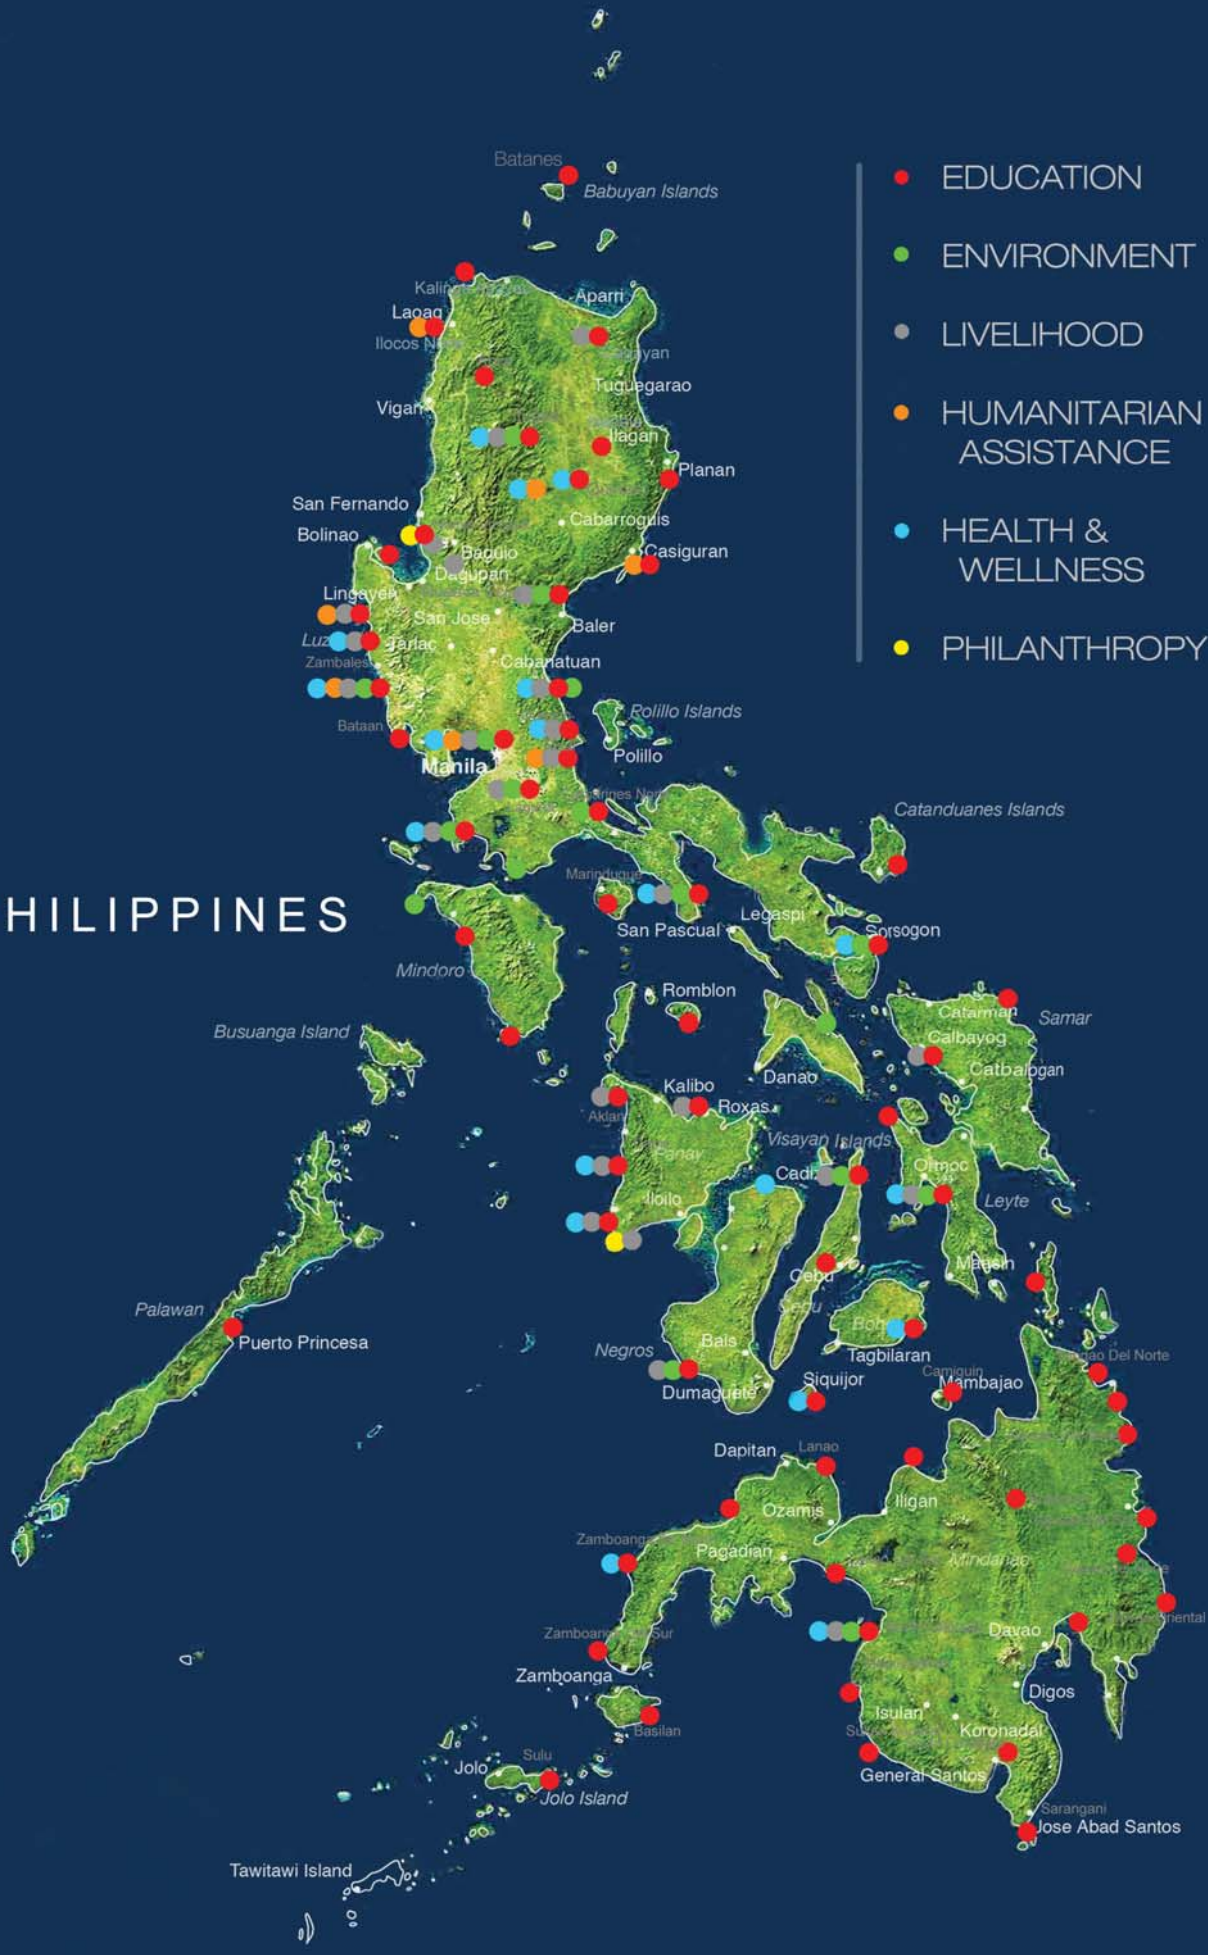 Batanes
Babuyan Islands
EDUCATION
ENVIRONMENT
LIVELIHOOD
HUMANITARIAN
ASSISTANCE
HEALTH &
WELLNESS
PHILANTHROPY
Aparri
Laoag
Ilocos
Tuguegarao
Vigan
Ilagan
Planan
San Fernando
Cabarroguis
Bolinao
Baguio
Casiguran
Dagupan
Lingayen
San Jose
Baler
Tarlac
Zambales
Cabanatuan
Rolillo Islands
Bataan
Polillo
Manila
Catanduanes Islands
Marinduque
HILIPPINES
Legaspi
San Pascual
Sorsogon
Mindoro
Romblon
Catarman
Samar
Busuanga Island
Calbayog
Catbalogan
Danao
Kalibo
Roxas
Aklan
Visayan Islands
Panay
Ormoc
Iloilo
Leyte
Maasin
Cebu
Cebu
Palawan
Puerto Princesa
Bais
Negros
Tagbilaran
Del Norte
Camiguin
Siquijor
Mambajao
Dumaguete
Dapitan
Lanao
Iligan
Ozamis
Zamboanga
Pagadian
Mindanao
Zamboanga
Sur
Davao
Zamboanga
Digos
Isulan
Basilan
Koronadal
Sulu
Jolo
General Santos
Jolo Island
Sarangani
Jose Abad Santos
Tawitawi Island